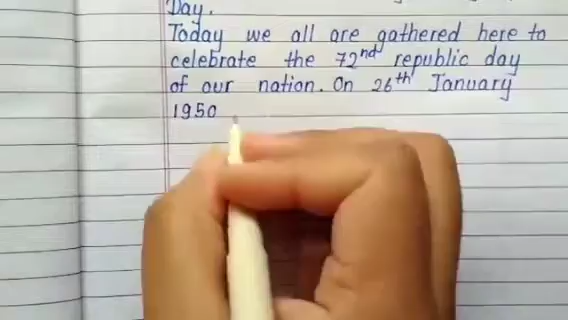 Day.
Today we all are gathered here to
celebrate the 72nd republic day
of our nation. On 26th January
1950